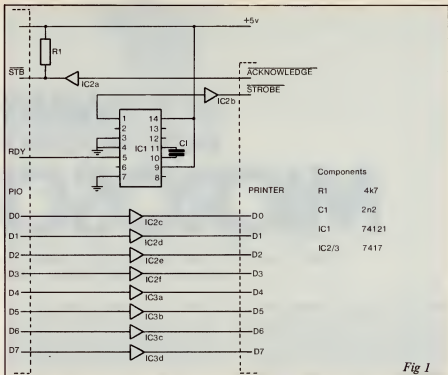 +5v
R1
STB
IC2a
ACKNOWLEDGE
IC2b
STROBE
1 14
2 13
3 12
4 11
IC1
C1
5 10
6 9
7 8
RDY
PIO
PRINTER
Components
R1 4k7
C1 2n2
IC1 74121
IC2/3 7417
D0 IC2c D0
D1 IC2d D1
D2 IC2e D2
D3 IC2f D3
D4 IC3a D4
D5 IC3b D5
D6 IC3c D6
D7 IC3d D7
Fig 1